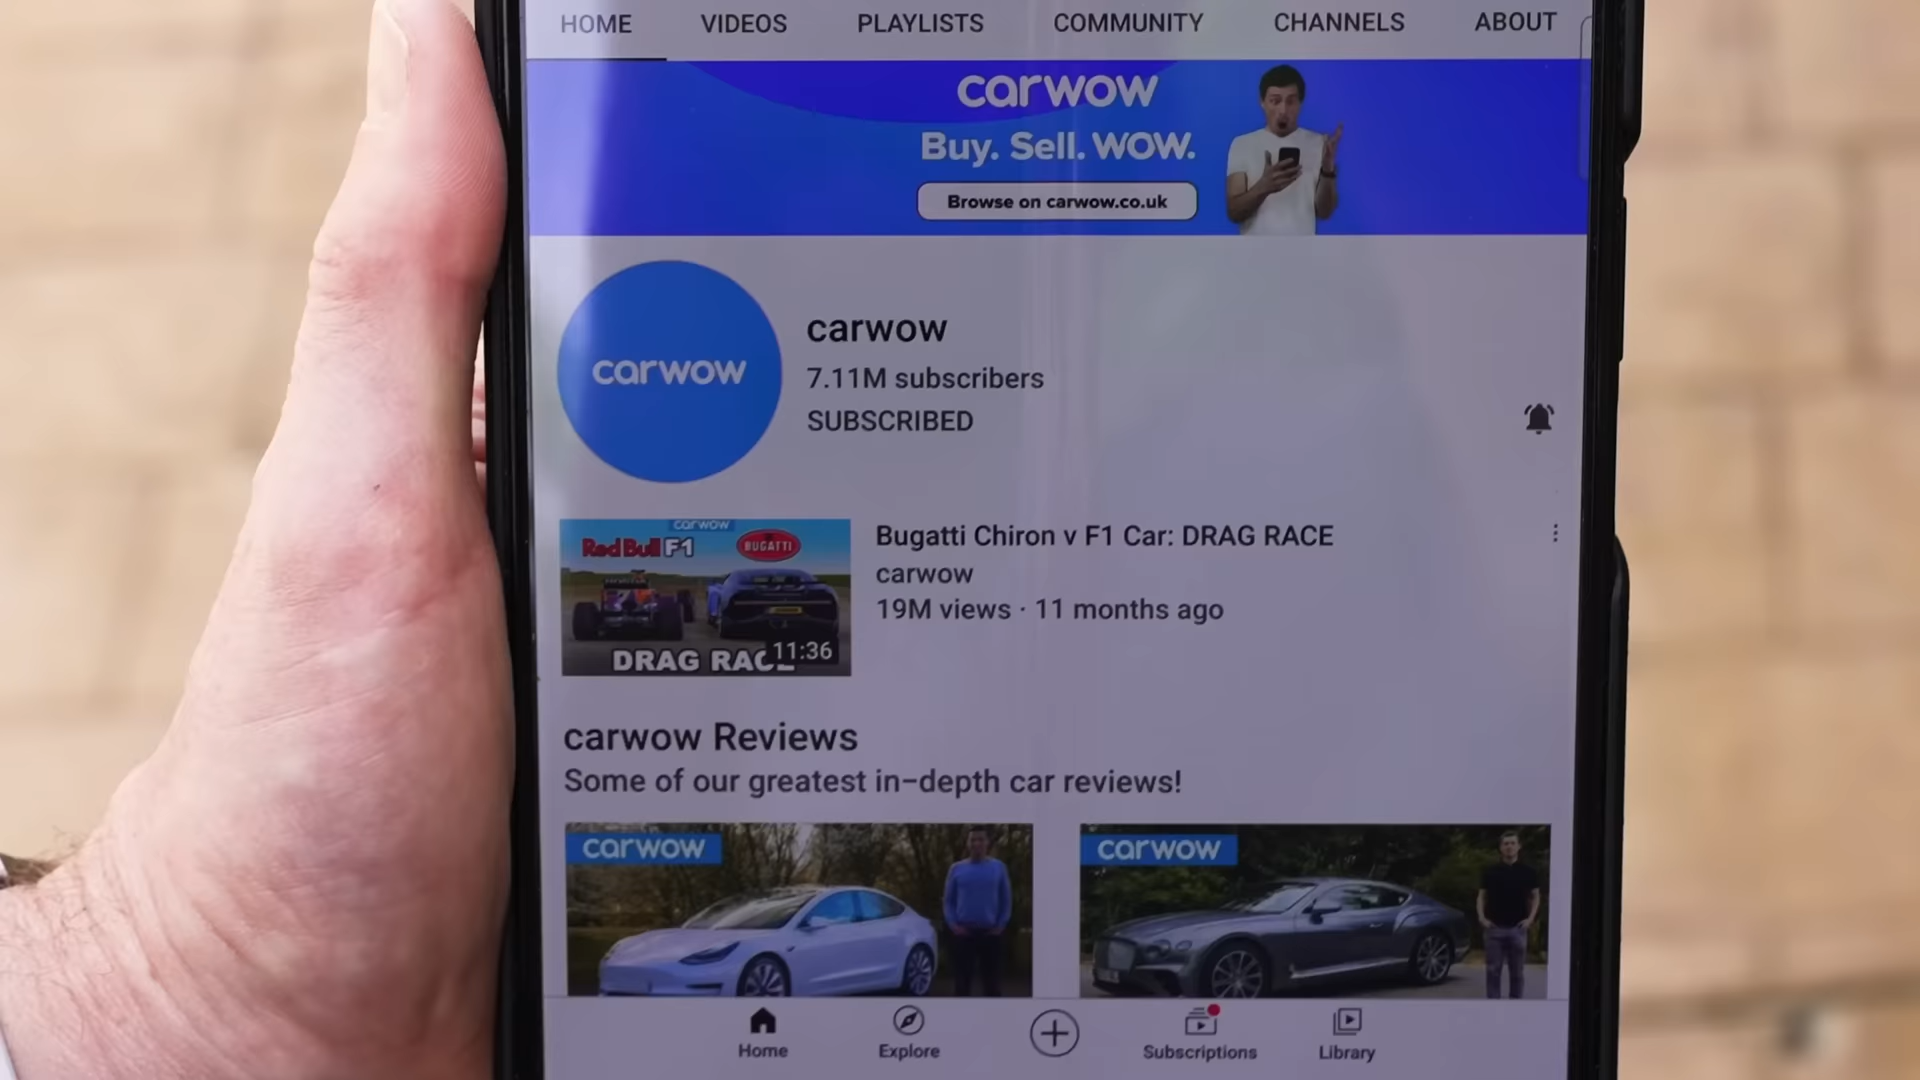 HOME VIDEOS PLAYLISTS COMMUNITY CHANNELS ABOUT
carwow
Buy. Sell. WOW.
Browse on carwow.co.uk
carwow
carwow
7.11M subscribers
SUBSCRIBED
carwow
Red Bull F1
BUGATTI
DRAG RACE
11:36
Bugatti Chiron v F1 Car: DRAG RACE
carwow
19M views · 11 months ago
carwow Reviews
Some of our greatest in-depth car reviews!
carwow
carwow
Home Explore Subscriptions Library